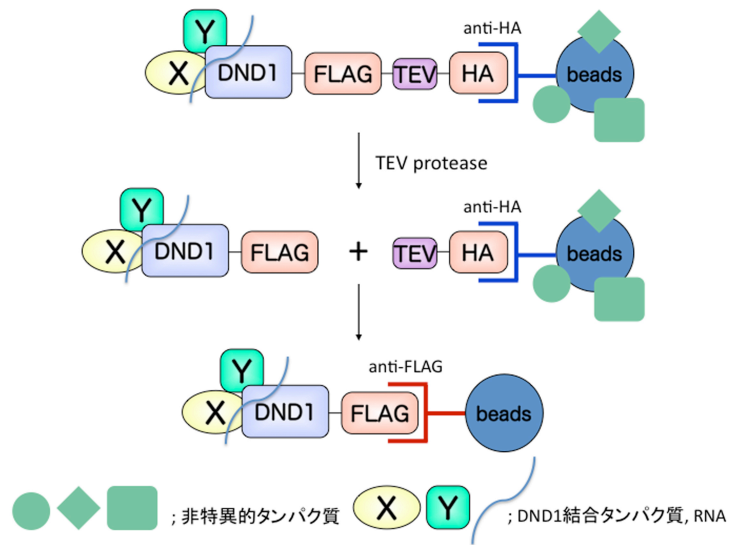 Y
X DND1 FLAG TEV HA anti-HA beads
TEV protease
Y
X DND1 FLAG + TEV HA anti-HA beads
Y
X DND1 FLAG anti-FLAG beads
; 非特異的タンパク質 X Y ; DND1結合タンパク質, RNA